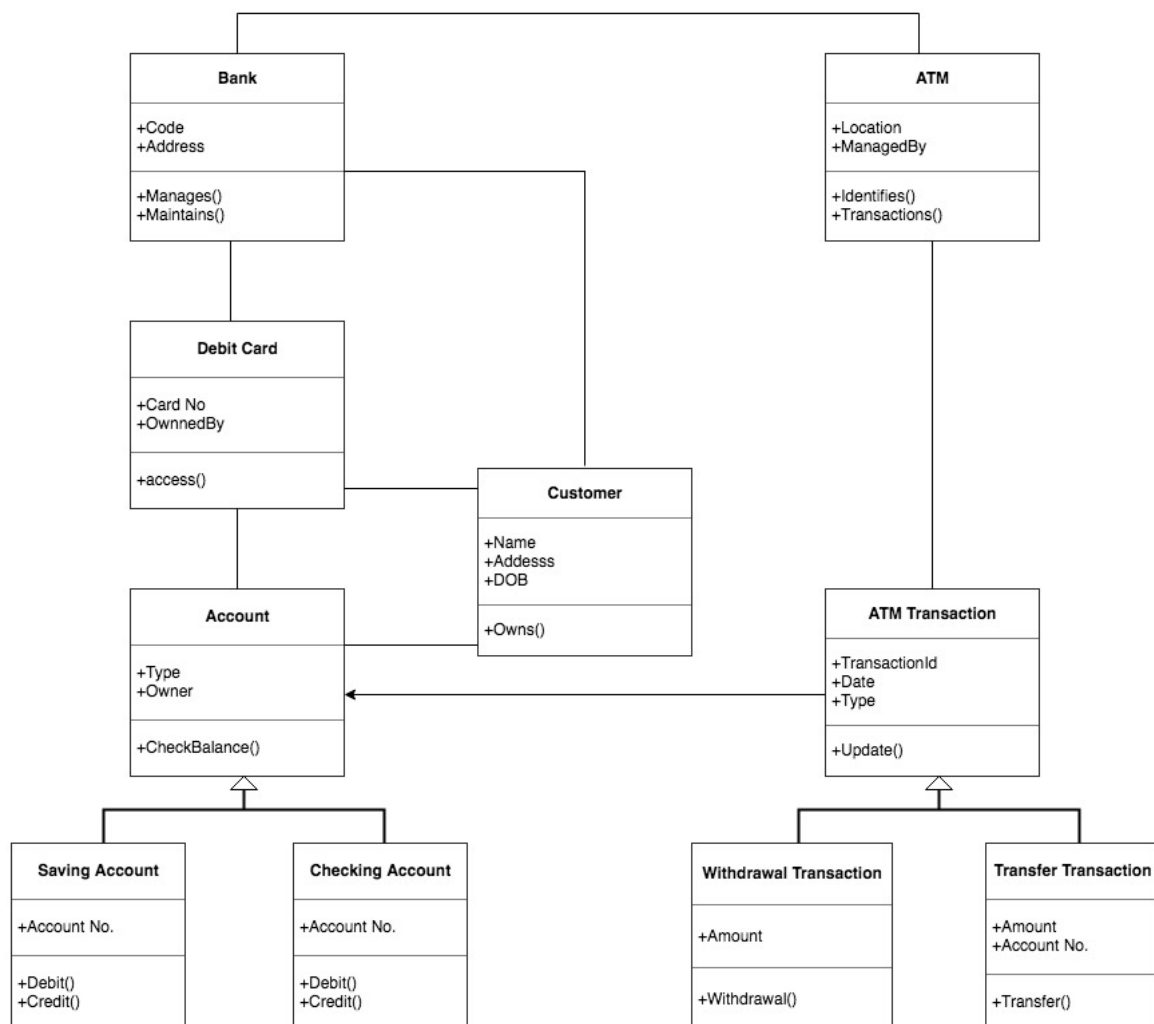 Bank
+Code
+Address
+Manages()
+Maintains()
ATM
+Location
+ManagedBy
+Identifies()
+Transactions()
Debit Card
+Card No
+OwnnedBy
+access()
Customer
+Name
+Addesss
+DOB
+Owns()
Account
+Type
+Owner
+CheckBalance()
ATM Transaction
+TransactionId
+Date
+Type
+Update()
Saving Account
+Account No.
+Debit()
+Credit()
Checking Account
+Account No.
+Debit()
+Credit()
Withdrawal Transaction
+Amount
+Withdrawal()
Transfer Transaction
+Amount
+Account No.
+Transfer()